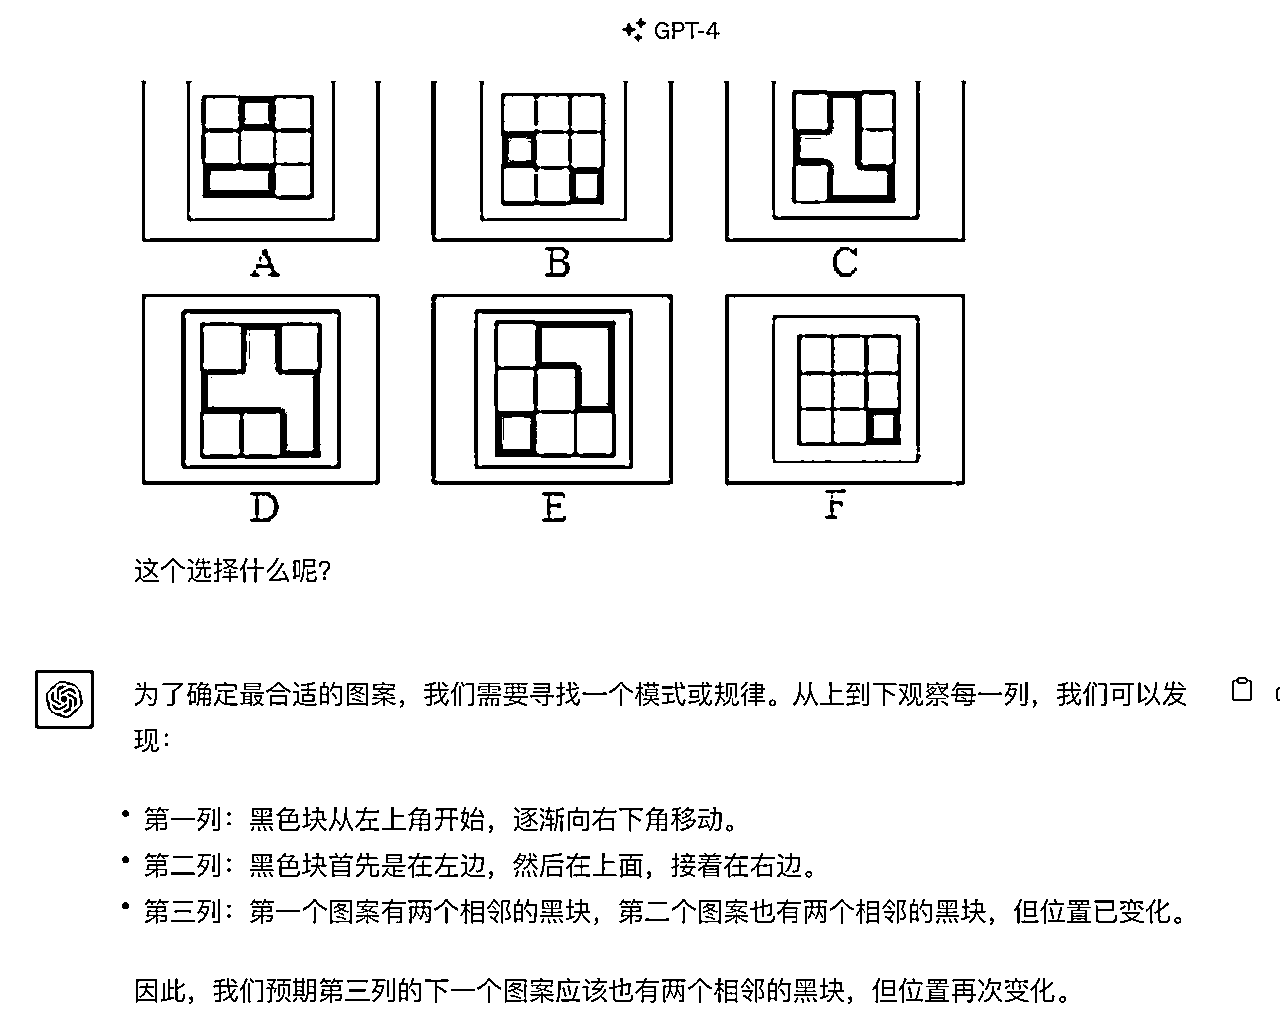 GPT-4
A
B
C
D
E
F
这个选择什么呢?
为了确定最合适的图案，我们需要寻找一个模式或规律。从上到下观察每一列，我们可以发
现：
• 第一列：黑色块从左上角开始，逐渐向右下角移动。
• 第二列：黑色块首先是在左边，然后在上面，接着在右边。
• 第三列：第一个图案有两个相邻的黑块，第二个图案也有两个相邻的黑块，但位置已变化。
因此，我们预期第三列的下一个图案应该也有两个相邻的黑块，但位置再次变化。